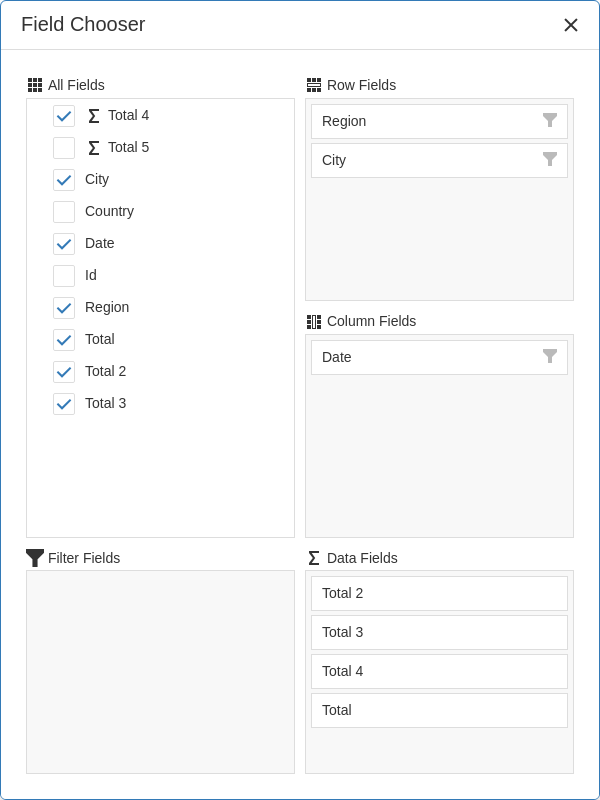 Field Chooser
All Fields
Total 4
Total 5
City
Country
Date
Id
Region
Total
Total 2
Total 3
Row Fields
Region
City
Column Fields
Date
Filter Fields
Data Fields
Total 2
Total 3
Total 4
Total